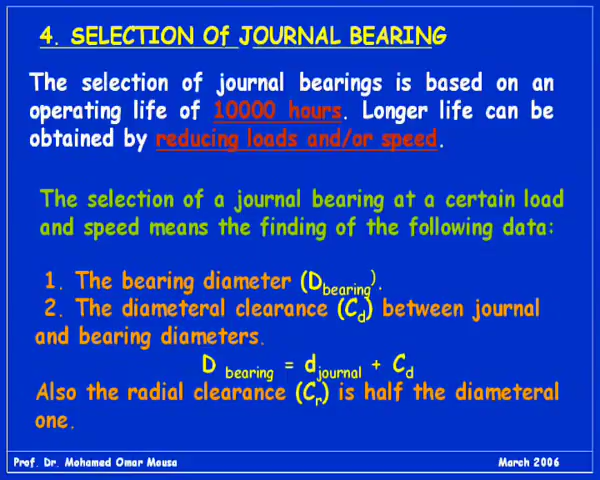 4. SELECTION Of JOURNAL BEARING
The selection of journal bearings is based on an
operating life of 10000 hours. Longer life can be
obtained by reducing loads and/or speed.
The selection of a journal bearing at a certain load
and speed means the finding of the following data:
1. The bearing diameter (Dbearing).
2. The diameteral clearance (Cd) between journal
and bearing diameters.
D bearing = djournal + Cd
Also the radial clearance (Cr) is half the diameteral
one.
Prof. Dr. Mohamed Omar Mousa March 2006